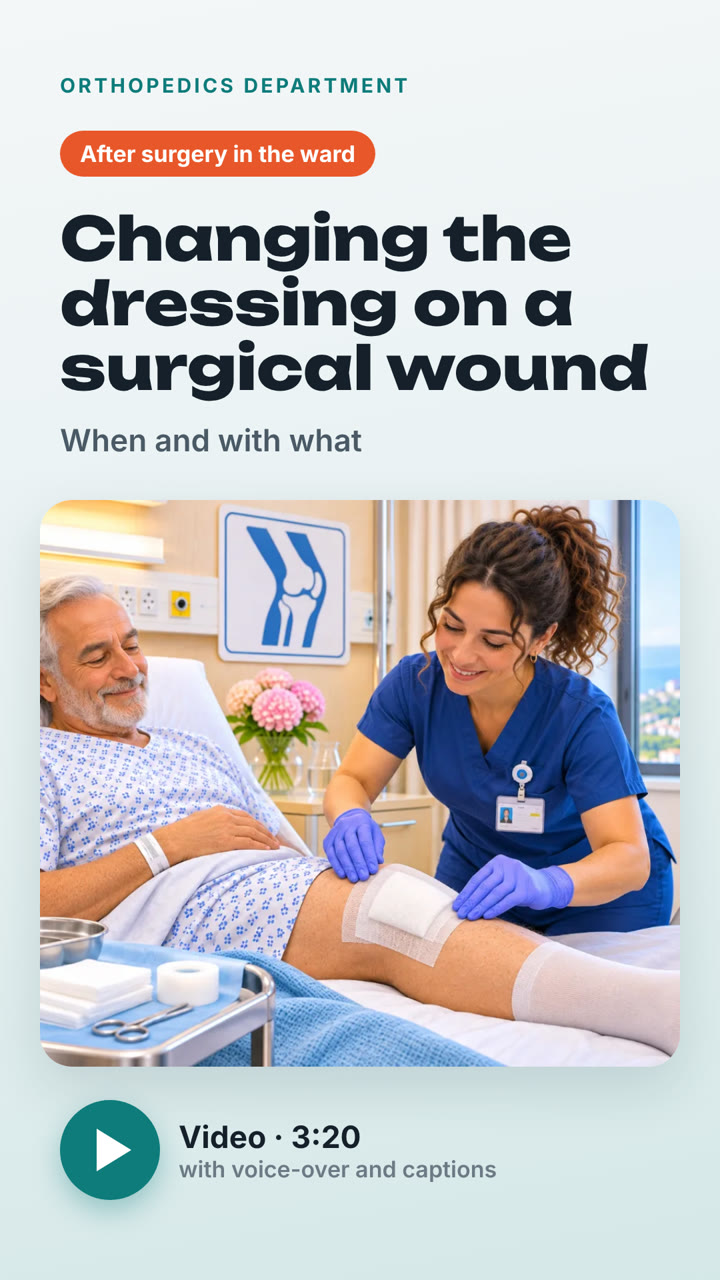 ORTHOPEDICS DEPARTMENT
After surgery in the ward
Changing the
dressing on a
surgical wound
When and with what
Video · 3:20
with voice-over and captions